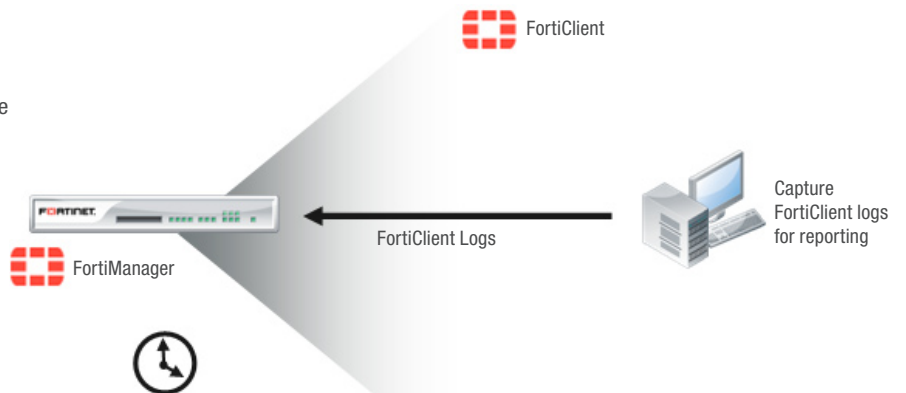 FortiClient
e
FORTINET.
FortiClient Logs
Capture
FortiClient logs
for reporting
FortiManager